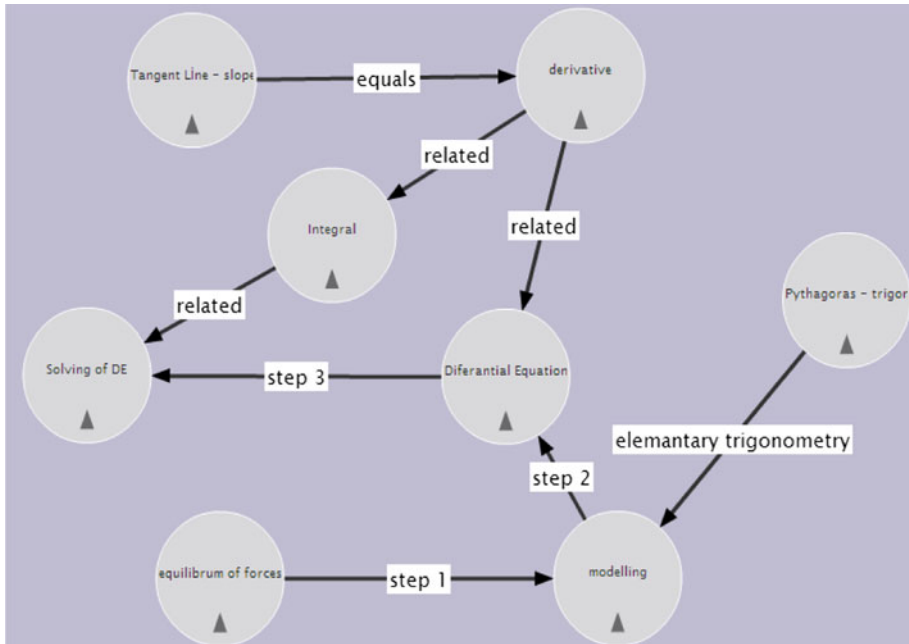 Tangent Line - slope
equals
derivative
related
related
Integral
Pythagoras - trigor
related
Solving of DE
step 3
Diferantial Equation
elemantary trigonometry
step 2
equilibrum of forces
step 1
modelling